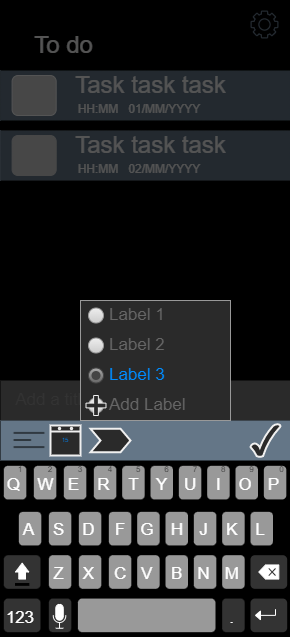 To do
Task task task
HH:MM 01/MM/YYYY
Task task task
HH:MM 02/MM/YYYY
Label 1
Label 2
Label 3
Add Label
Add a
15
1 2 3 4 5 6 7 8 9 0
Q W E R T Y U I O P
A S D F G H J K L
Z X C V B N M
123 .